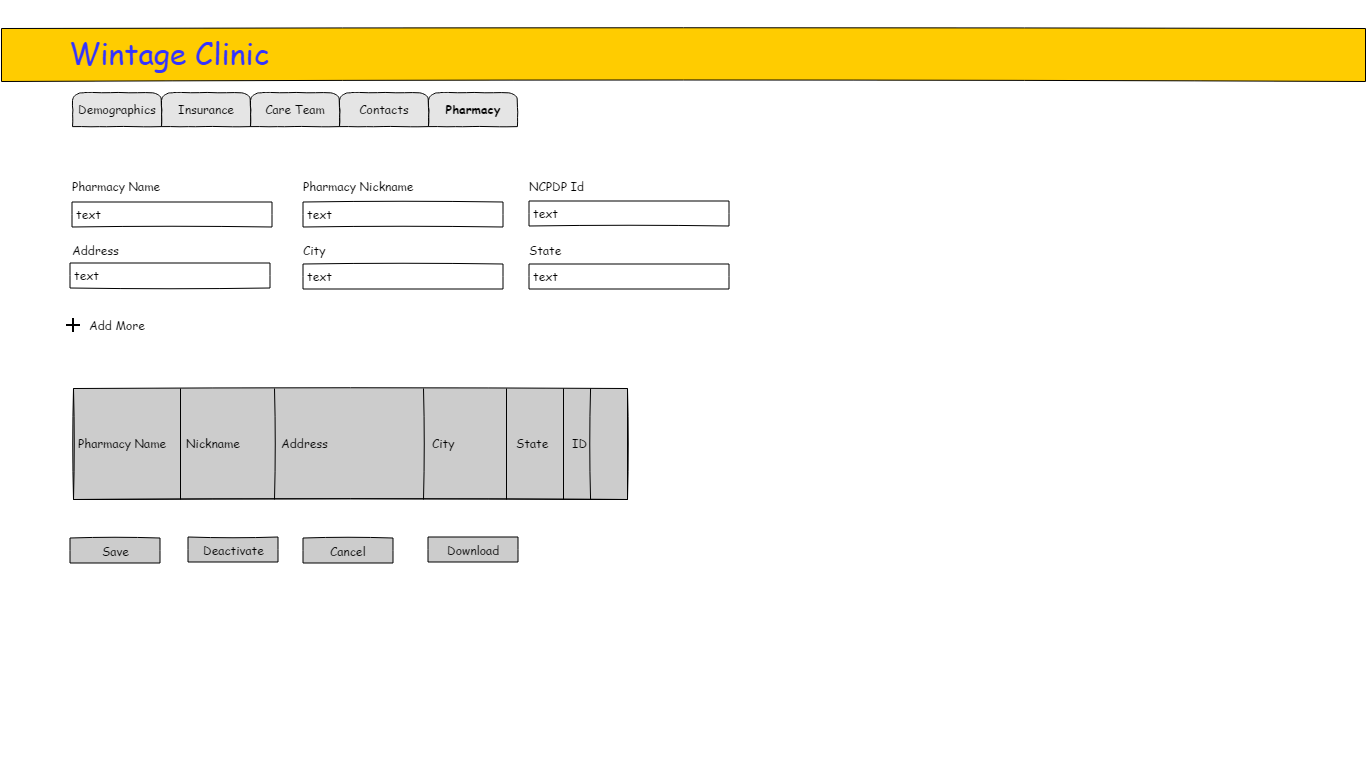 Wintage Clinic
Demographics Insurance Care Team Contacts Pharmacy
Pharmacy Name Pharmacy Nickname NCPDP Id
text text text
Address City State
text text text
Add More
Pharmacy Name Nickname Address City State ID
Save Deactivate Cancel Download